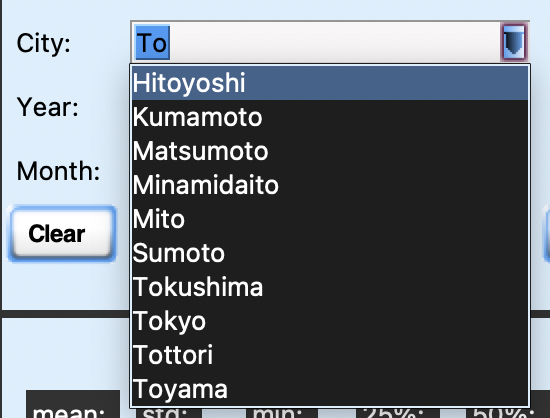 City:
To
Hitoyoshi
Year:
Kumamoto
Matsumoto
Month:
Minamidaito
Mito
Clear
Sumoto
Tokushima
Tokyo
Tottori
Toyama
mean: std: min: 25%: 50%: